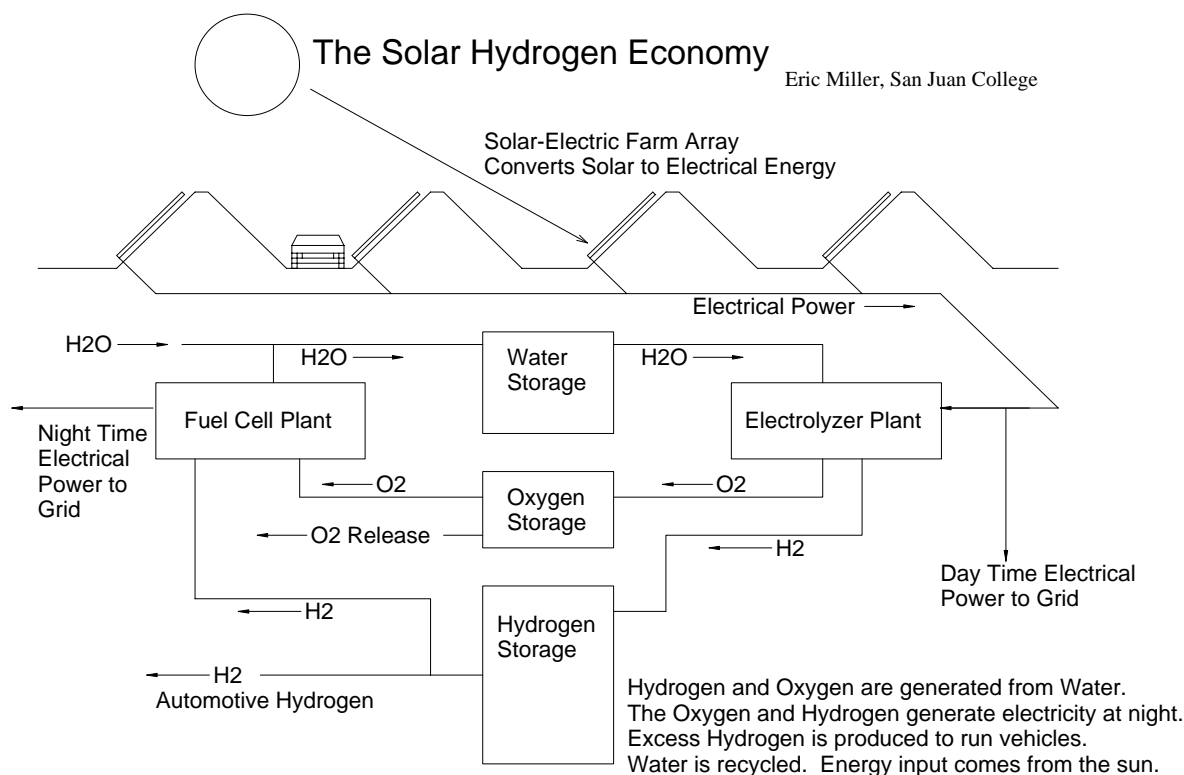 The Solar Hydrogen Economy
Eric Miller, San Juan College
Solar-Electric Farm Array
Converts Solar to Electrical Energy
Electrical Power
H2O
H2O
Water
Storage
H2O
Fuel Cell Plant
Electrolyzer Plant
Night Time
Electrical
Power to
Grid
O2
Oxygen
Storage
O2
O2 Release
H2
Day Time Electrical
Power to Grid
H2
Hydrogen
Storage
H2
Automotive Hydrogen
Hydrogen and Oxygen are generated from Water.
The Oxygen and Hydrogen generate electricity at night.
Excess Hydrogen is produced to run vehicles.
Water is recycled.  Energy input comes from the sun.